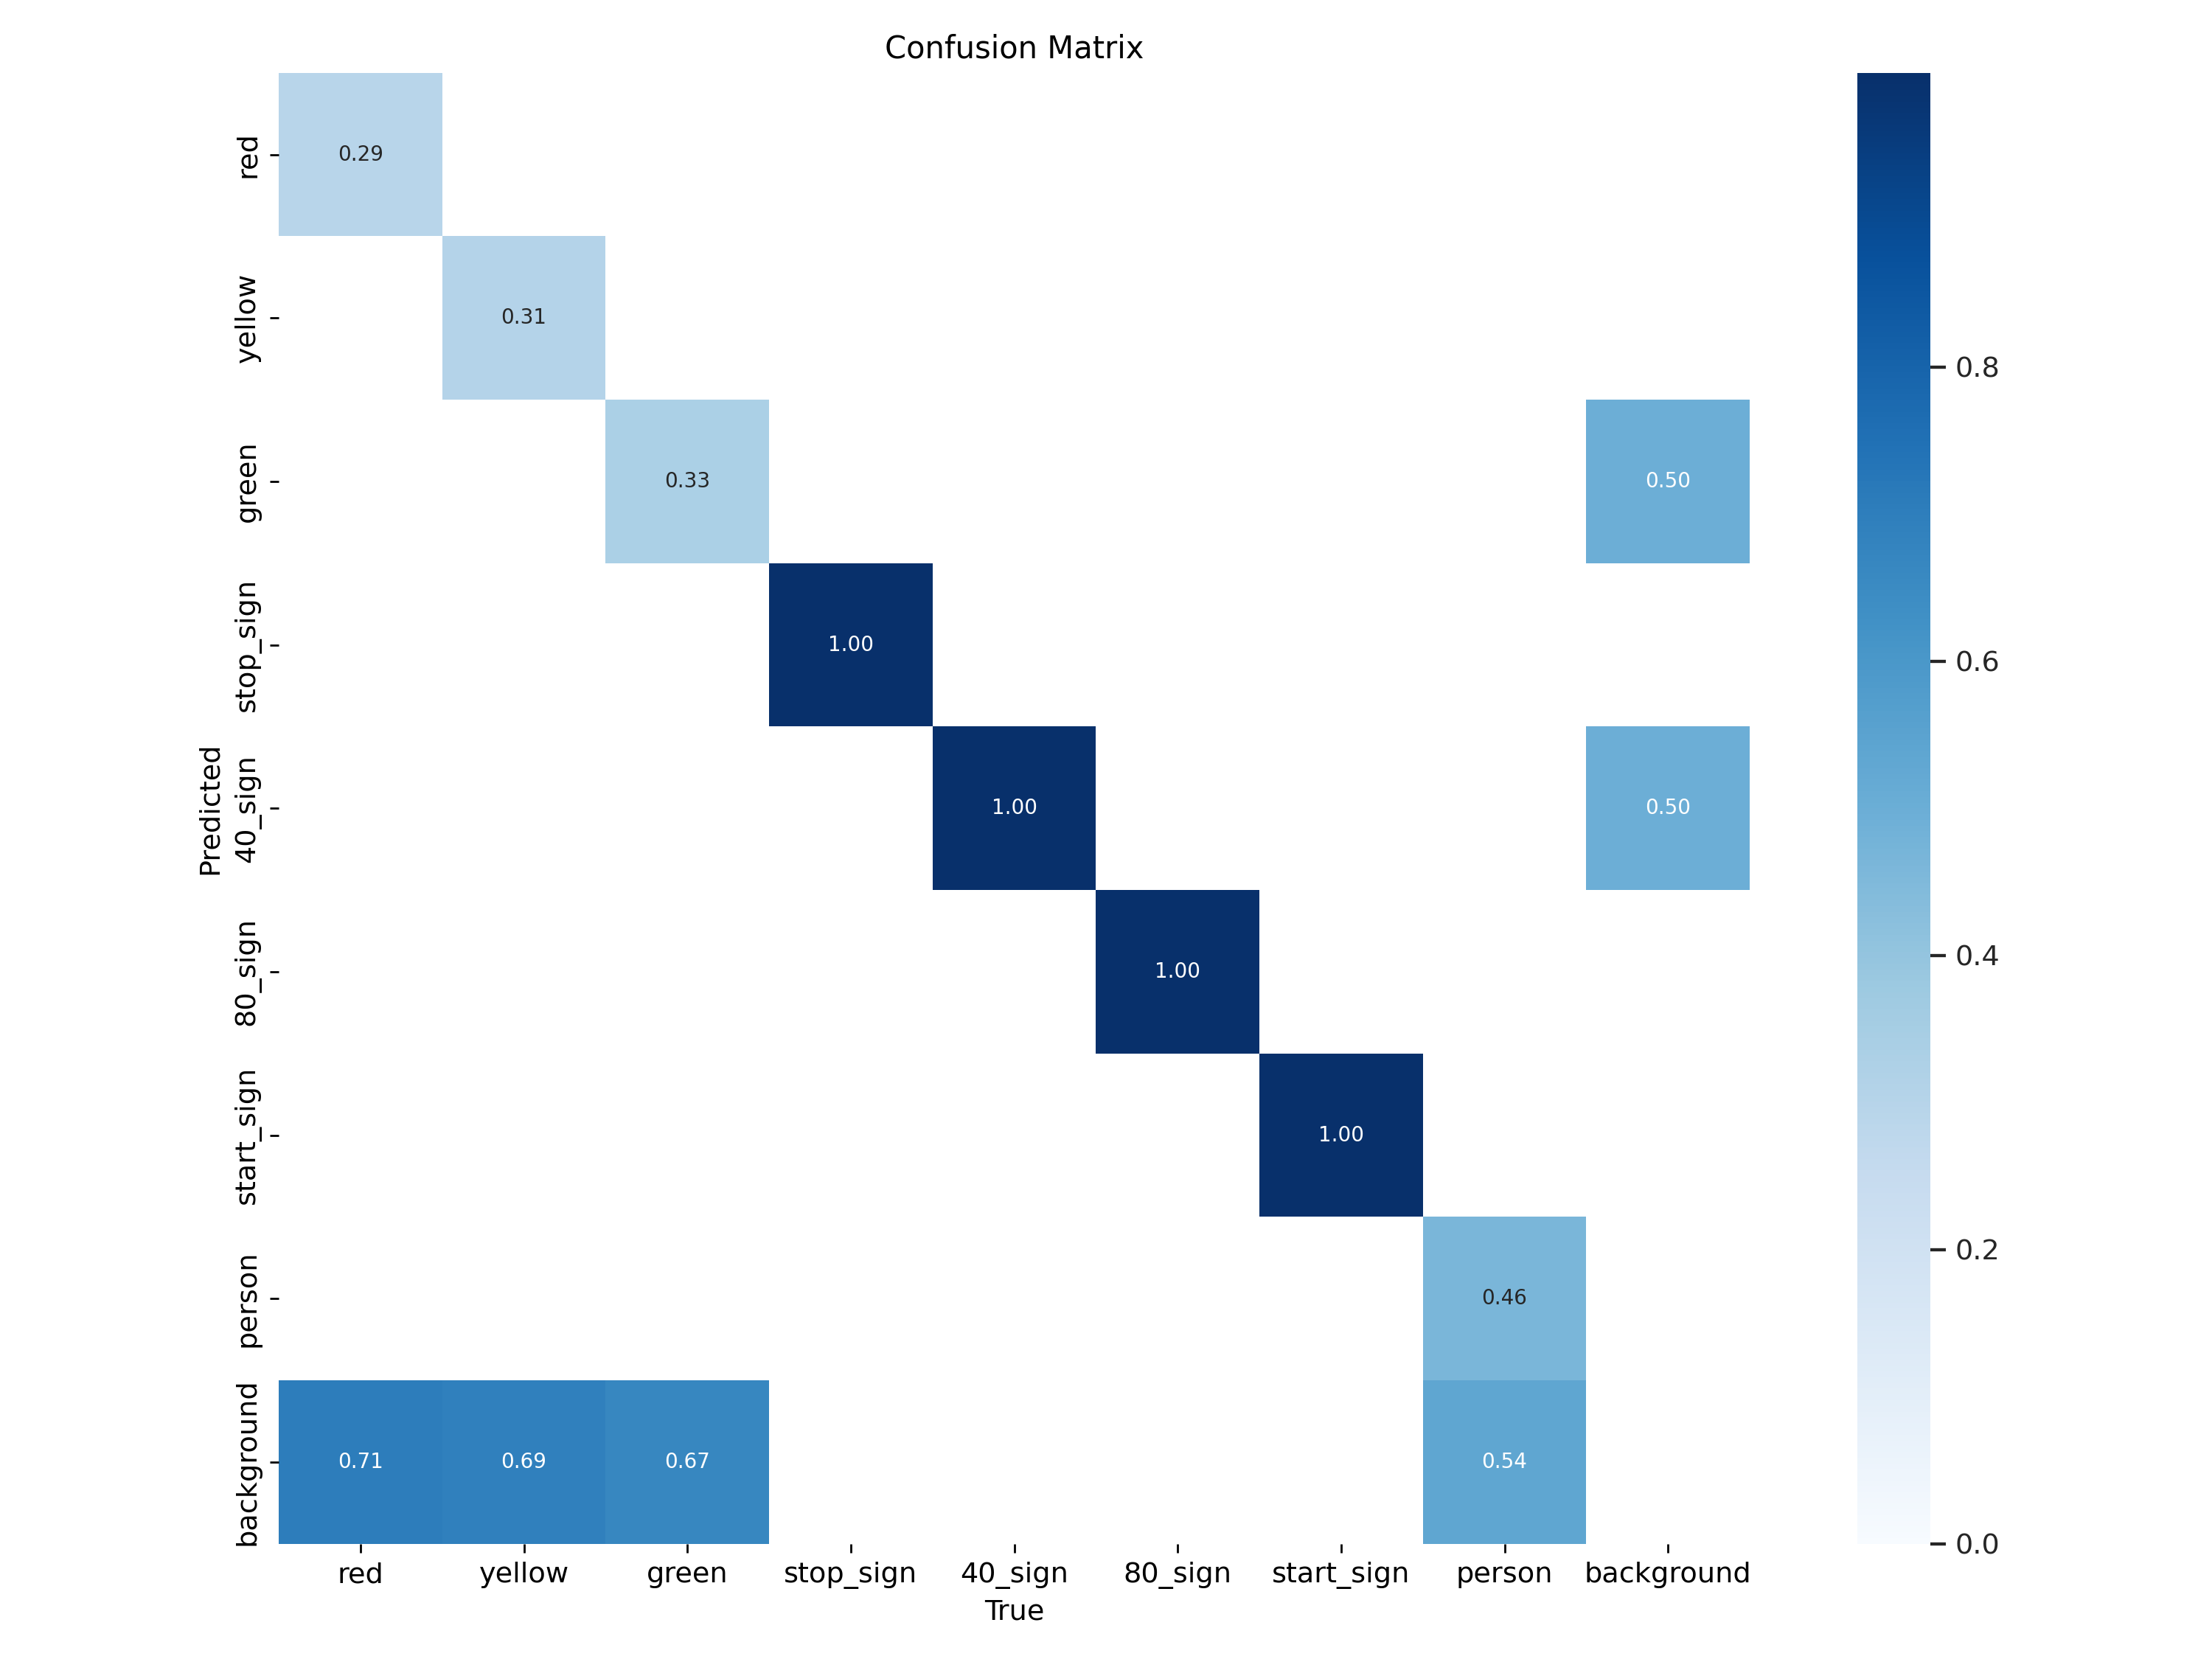 Confusion Matrix
red
0.29
yellow
0.31
0.8
green
0.33
0.50
stop_sign
1.00
0.6
Predicted
40_sign
1.00
0.50
80_sign
1.00
0.4
start_sign
1.00
person
0.46
0.2
background
0.71 0.69 0.67 0.54
0.0
red yellow green stop_sign 40_sign 80_sign start_sign person background
True